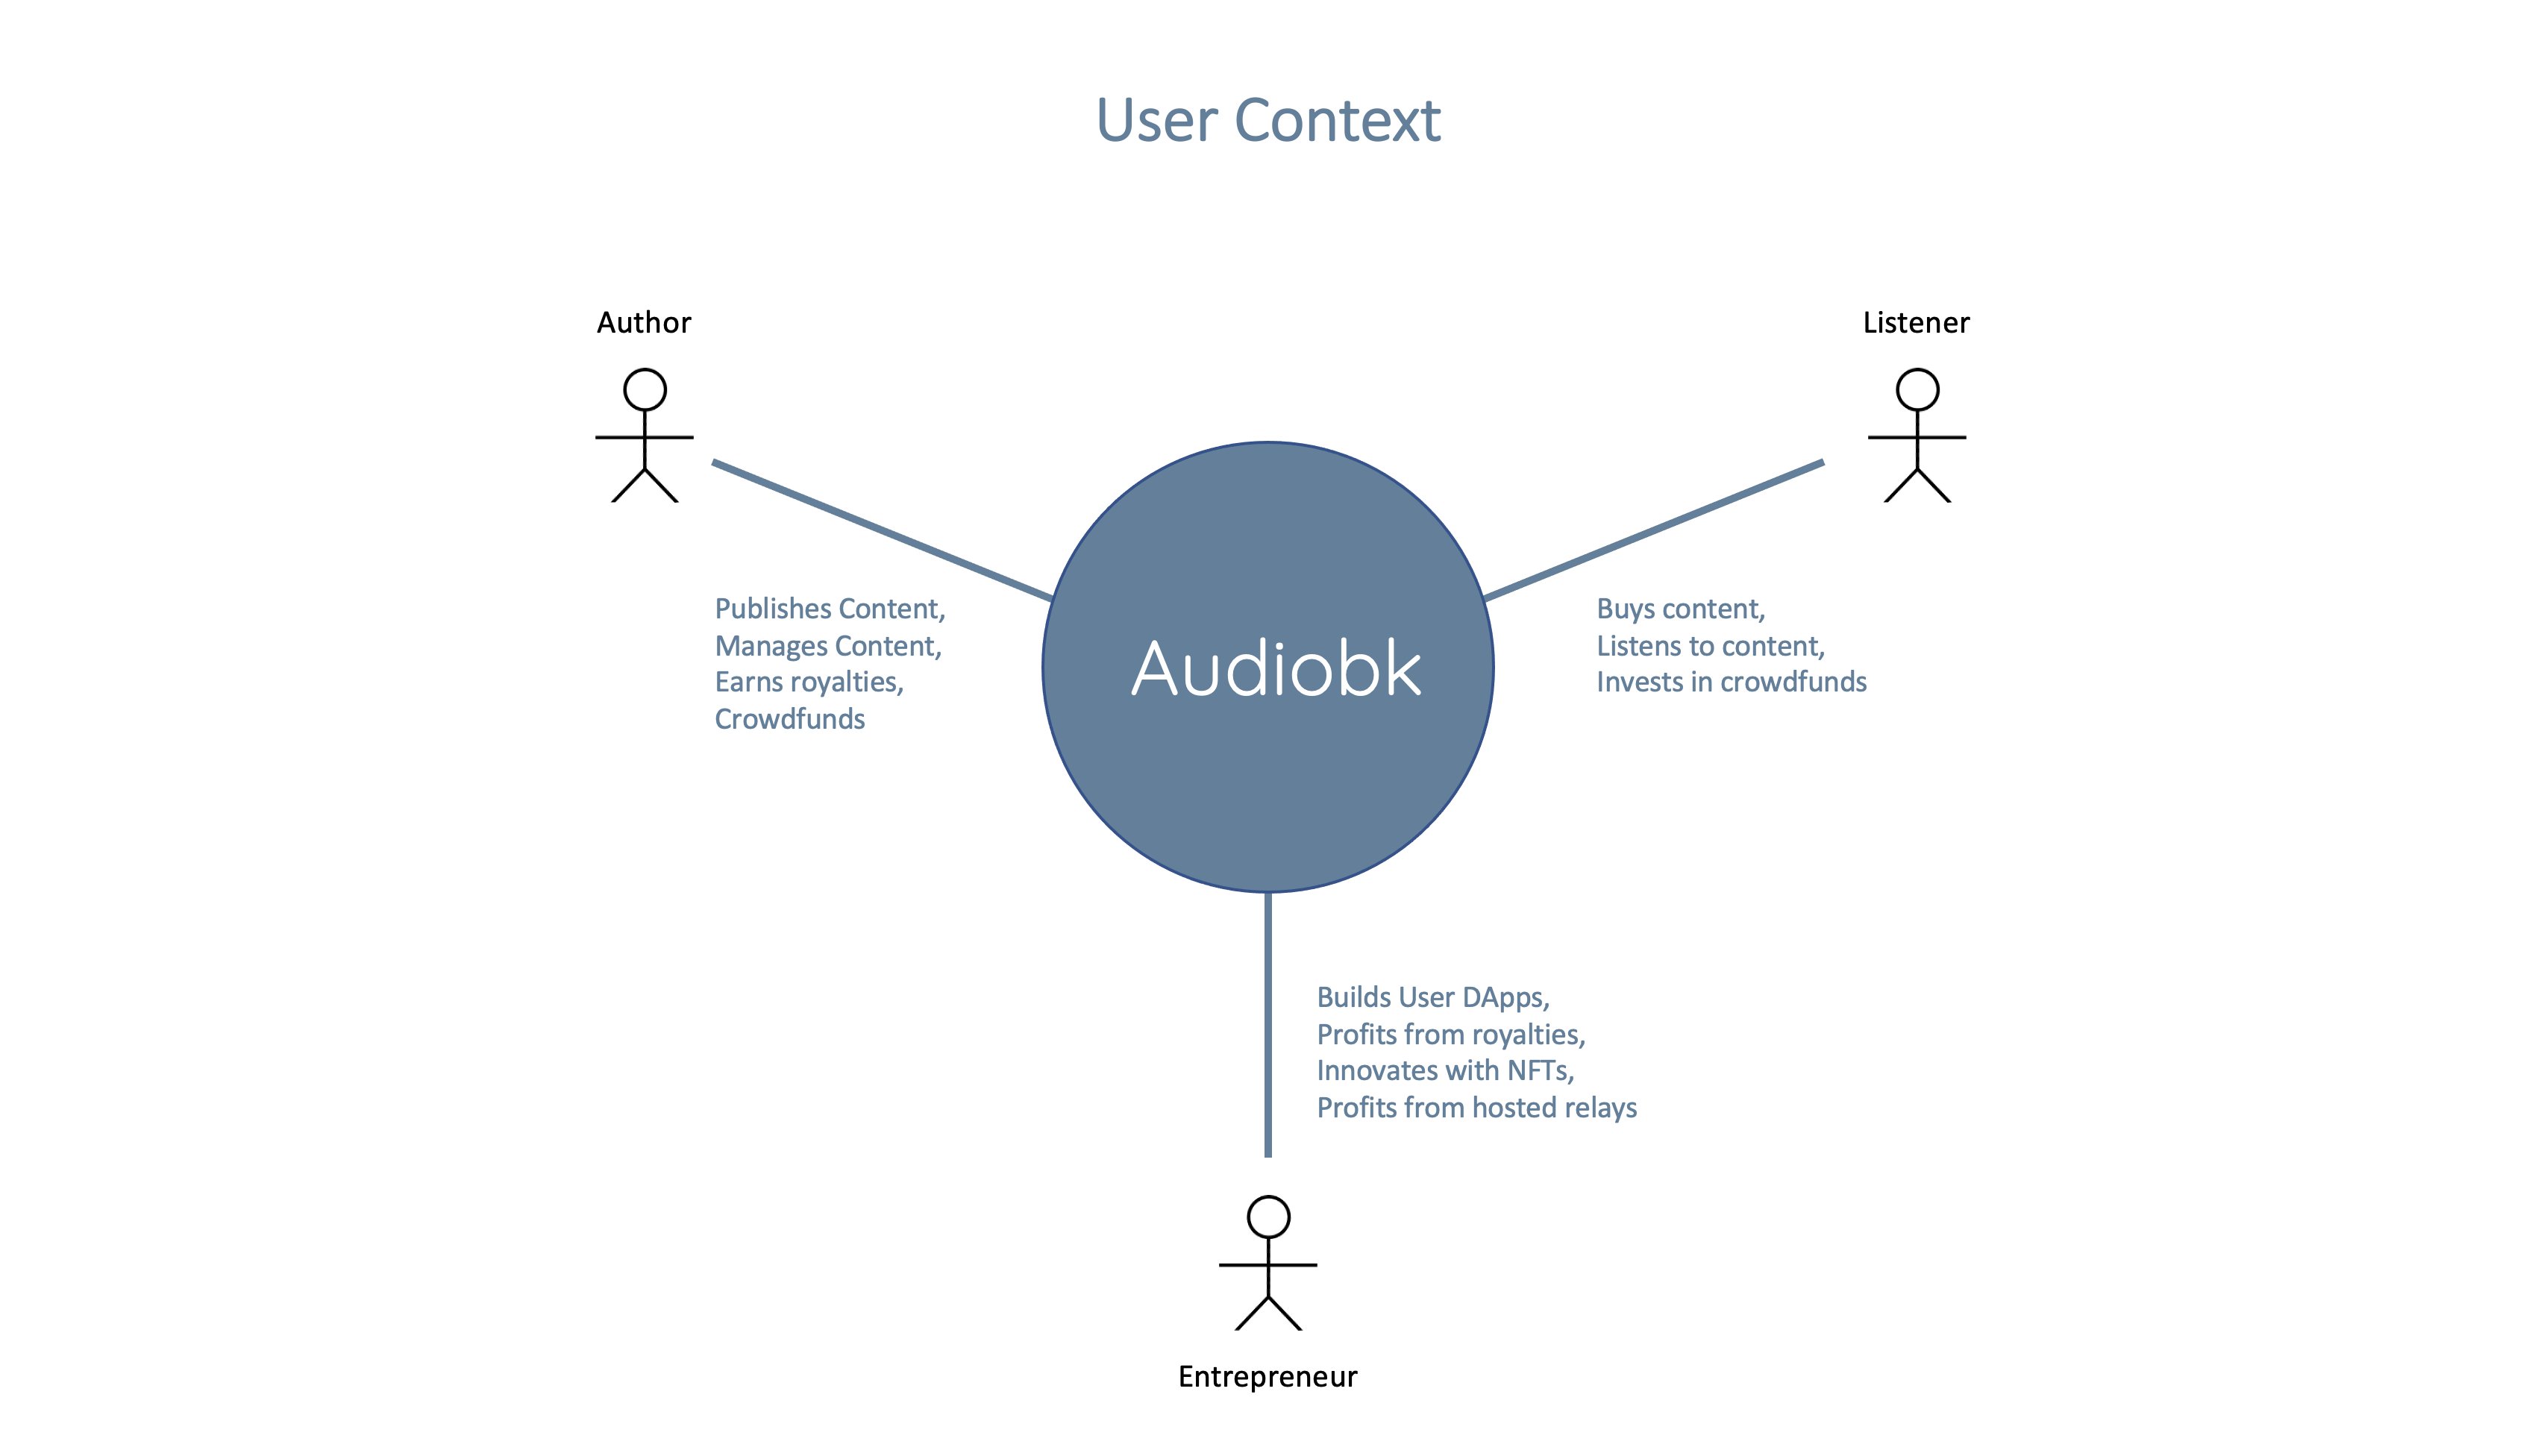 User Context
Author
Listener
Publishes Content,
Manages Content,
Earns royalties,
Crowdfunds
Audiobk
Buys content,
Listens to content,
Invests in crowdfunds
Builds User DApps,
Profits from royalties,
Innovates with NFTs,
Profits from hosted relays
Entrepreneur